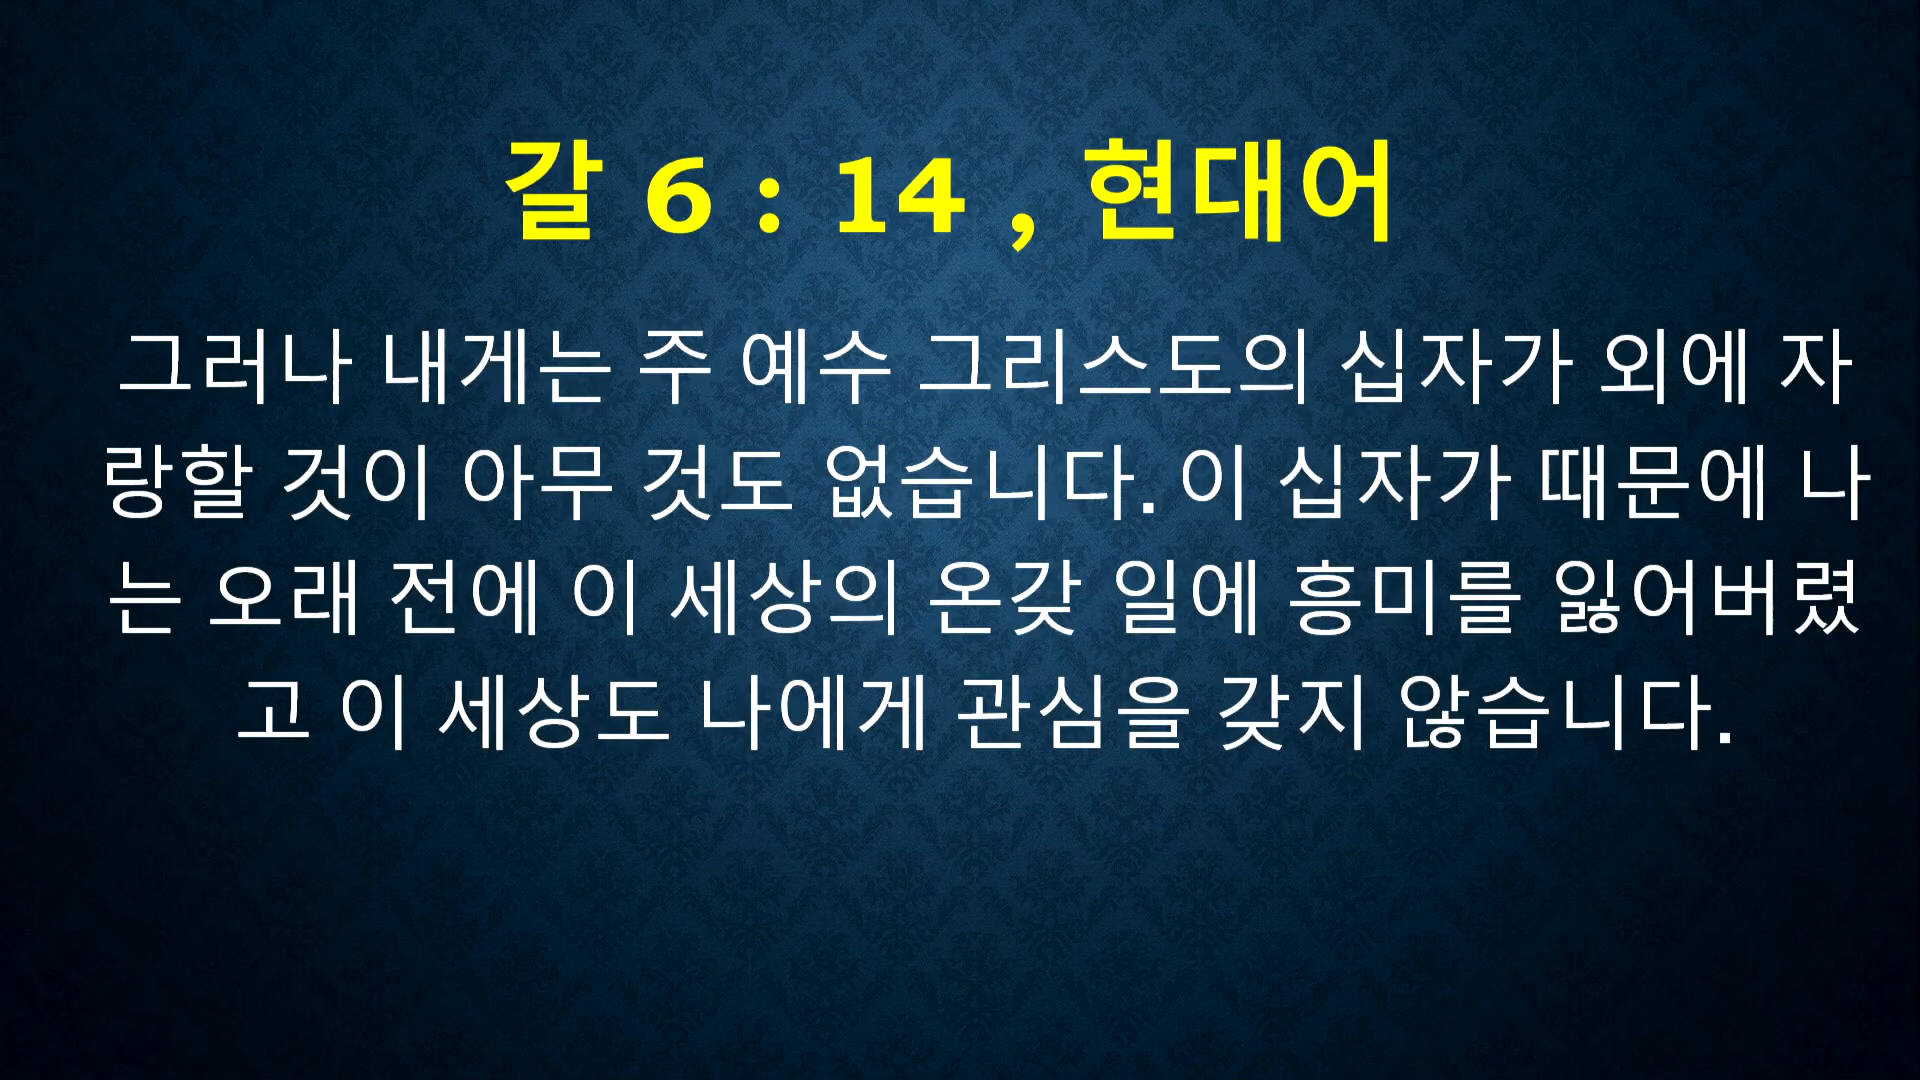 갈 6 : 14 , 현대어
그러나 내게는 주 예수 그리스도의 십자가 외에 자
랑할 것이 아무 것도 없습니다. 이 십자가 때문에 나
는 오래 전에 이 세상의 온갖 일에 흥미를 잃어버렸
고 이 세상도 나에게 관심을 갖지 않습니다.